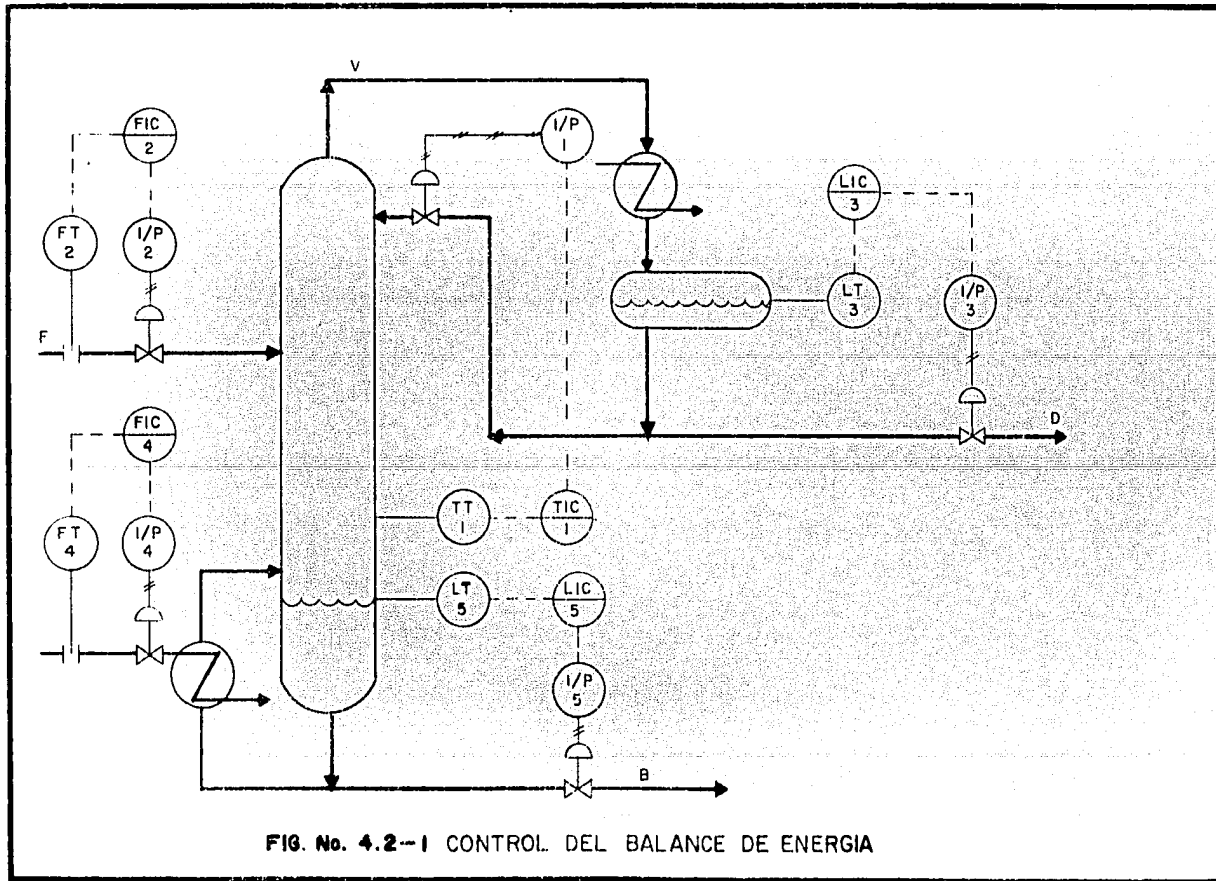 V
FIC
2
I/P
1
LIC
3
FT
2
I/P
2
LT
3
I/P
3
F
FIC
4
D
TT
1
TIC
1
FT
4
I/P
4
LT
5
LIC
5
I/P
5
B
FIG. No. 4.2--1 CONTROL DEL BALANCE DE ENERGIA